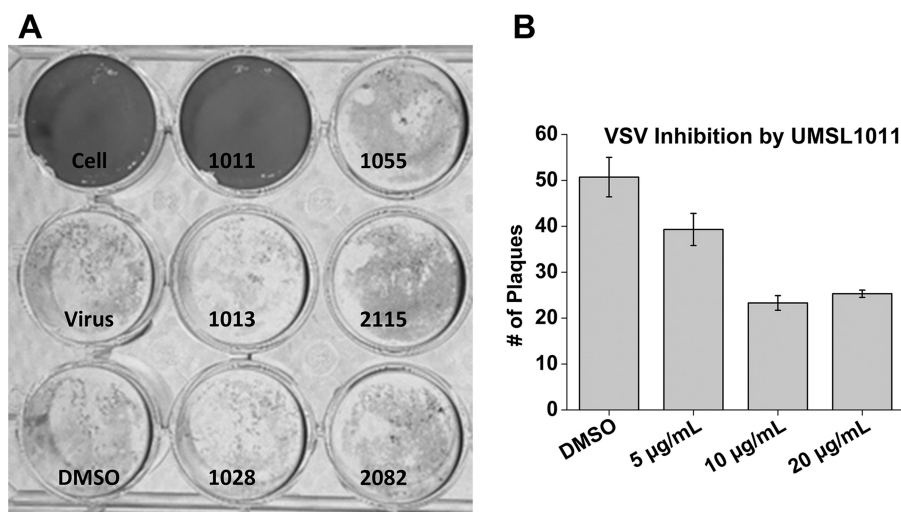 A
Cell
1011
1055
Virus
1013
2115
DMSO
1028
2082
B
VSV Inhibition by UMSL1011
# of Plaques
60
50
40
30
20
10
0
DMSO
5 µg/mL
10 µg/mL
20 µg/mL